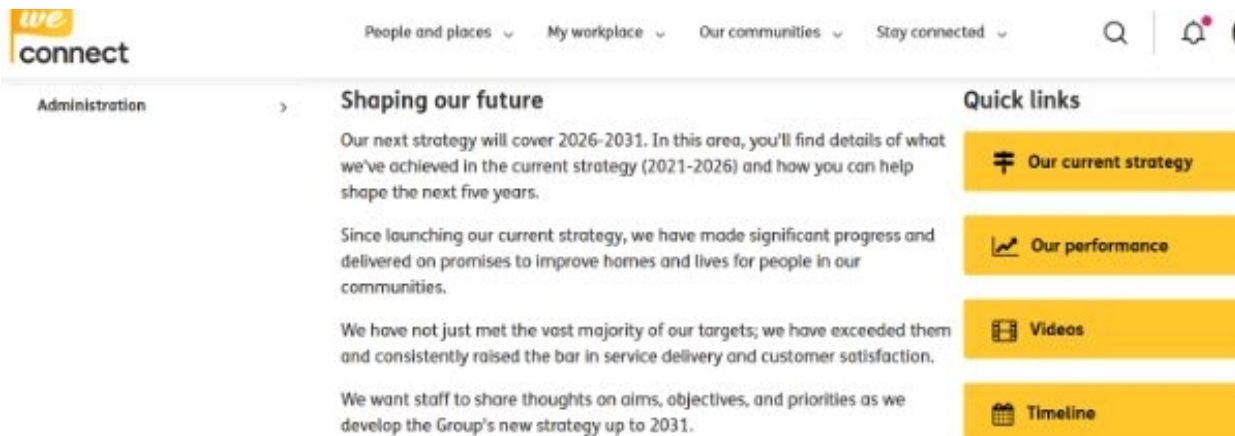 we
connect
People and places
My workplace
Our communities
Stay connected
Administration
Shaping our future
Our next strategy will cover 2026-2031. In this area, you'll find details of what
we've achieved in the current strategy (2021-2026) and how you can help
shape the next five years.
Since launching our current strategy, we have made significant progress and
delivered on promises to improve homes and lives for people in our
communities.
We have not just met the vast majority of our targets; we have exceeded them
and consistently raised the bar in service delivery and customer satisfaction.
We want staff to share thoughts on aims, objectives, and priorities as we
develop the Group's new strategy up to 2031.
Quick links
Our current strategy
Our performance
Videos
Timeline